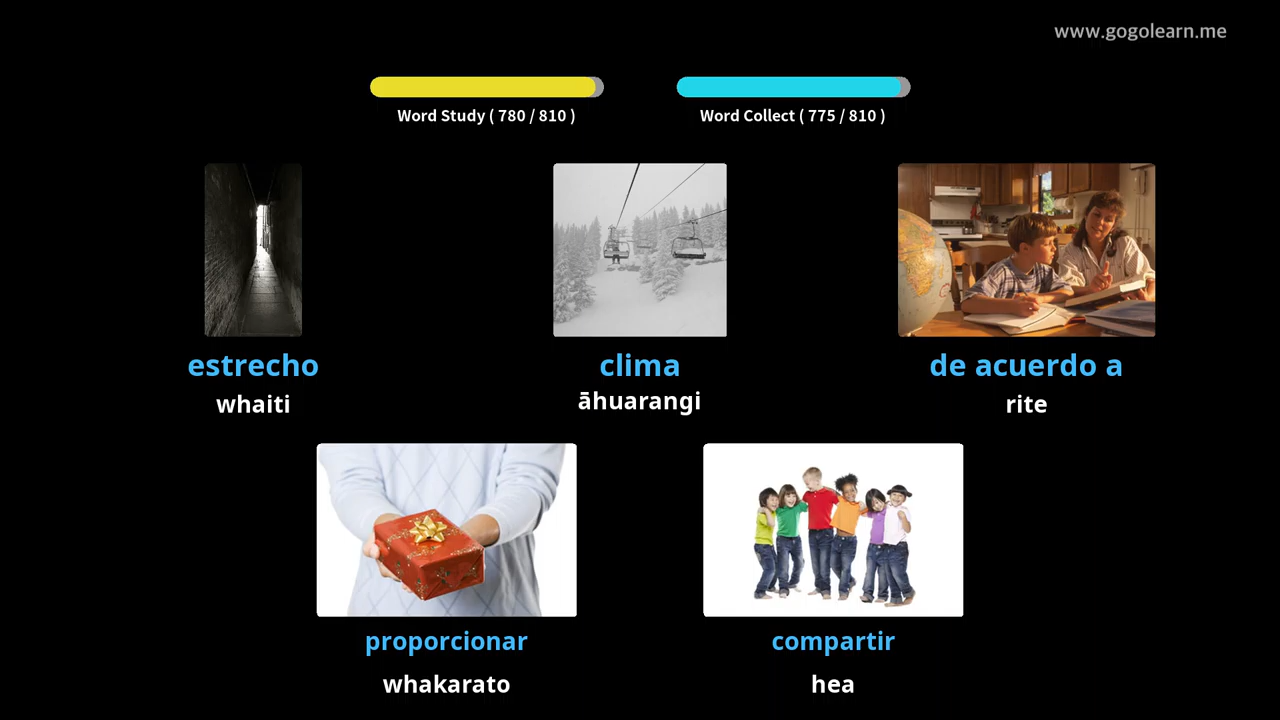 www.gogolearn.me
Word Study ( 780 / 810 )
Word Collect ( 775 / 810 )
estrecho
whaiti
clima
āhuarangi
de acuerdo a
rite
proporcionar
whakarato
compartir
hea